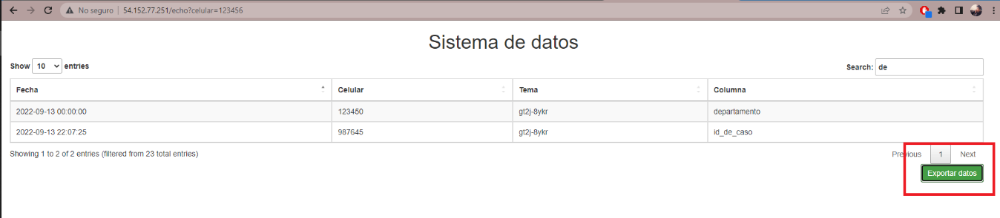 No seguro 54.152.77.251/echo?celular=123456
Sistema de datos
Show 10 entries Search: de
Fecha Celular Tema Columna
2022-09-13 00:00:00 123450 gt2j-8ykr departamento
2022-09-13 22:07:25 987645 gt2j-8ykr id_de_caso
Showing 1 to 2 of 2 entries (filtered from 23 total entries) Previous 1 Next
Exportar datos